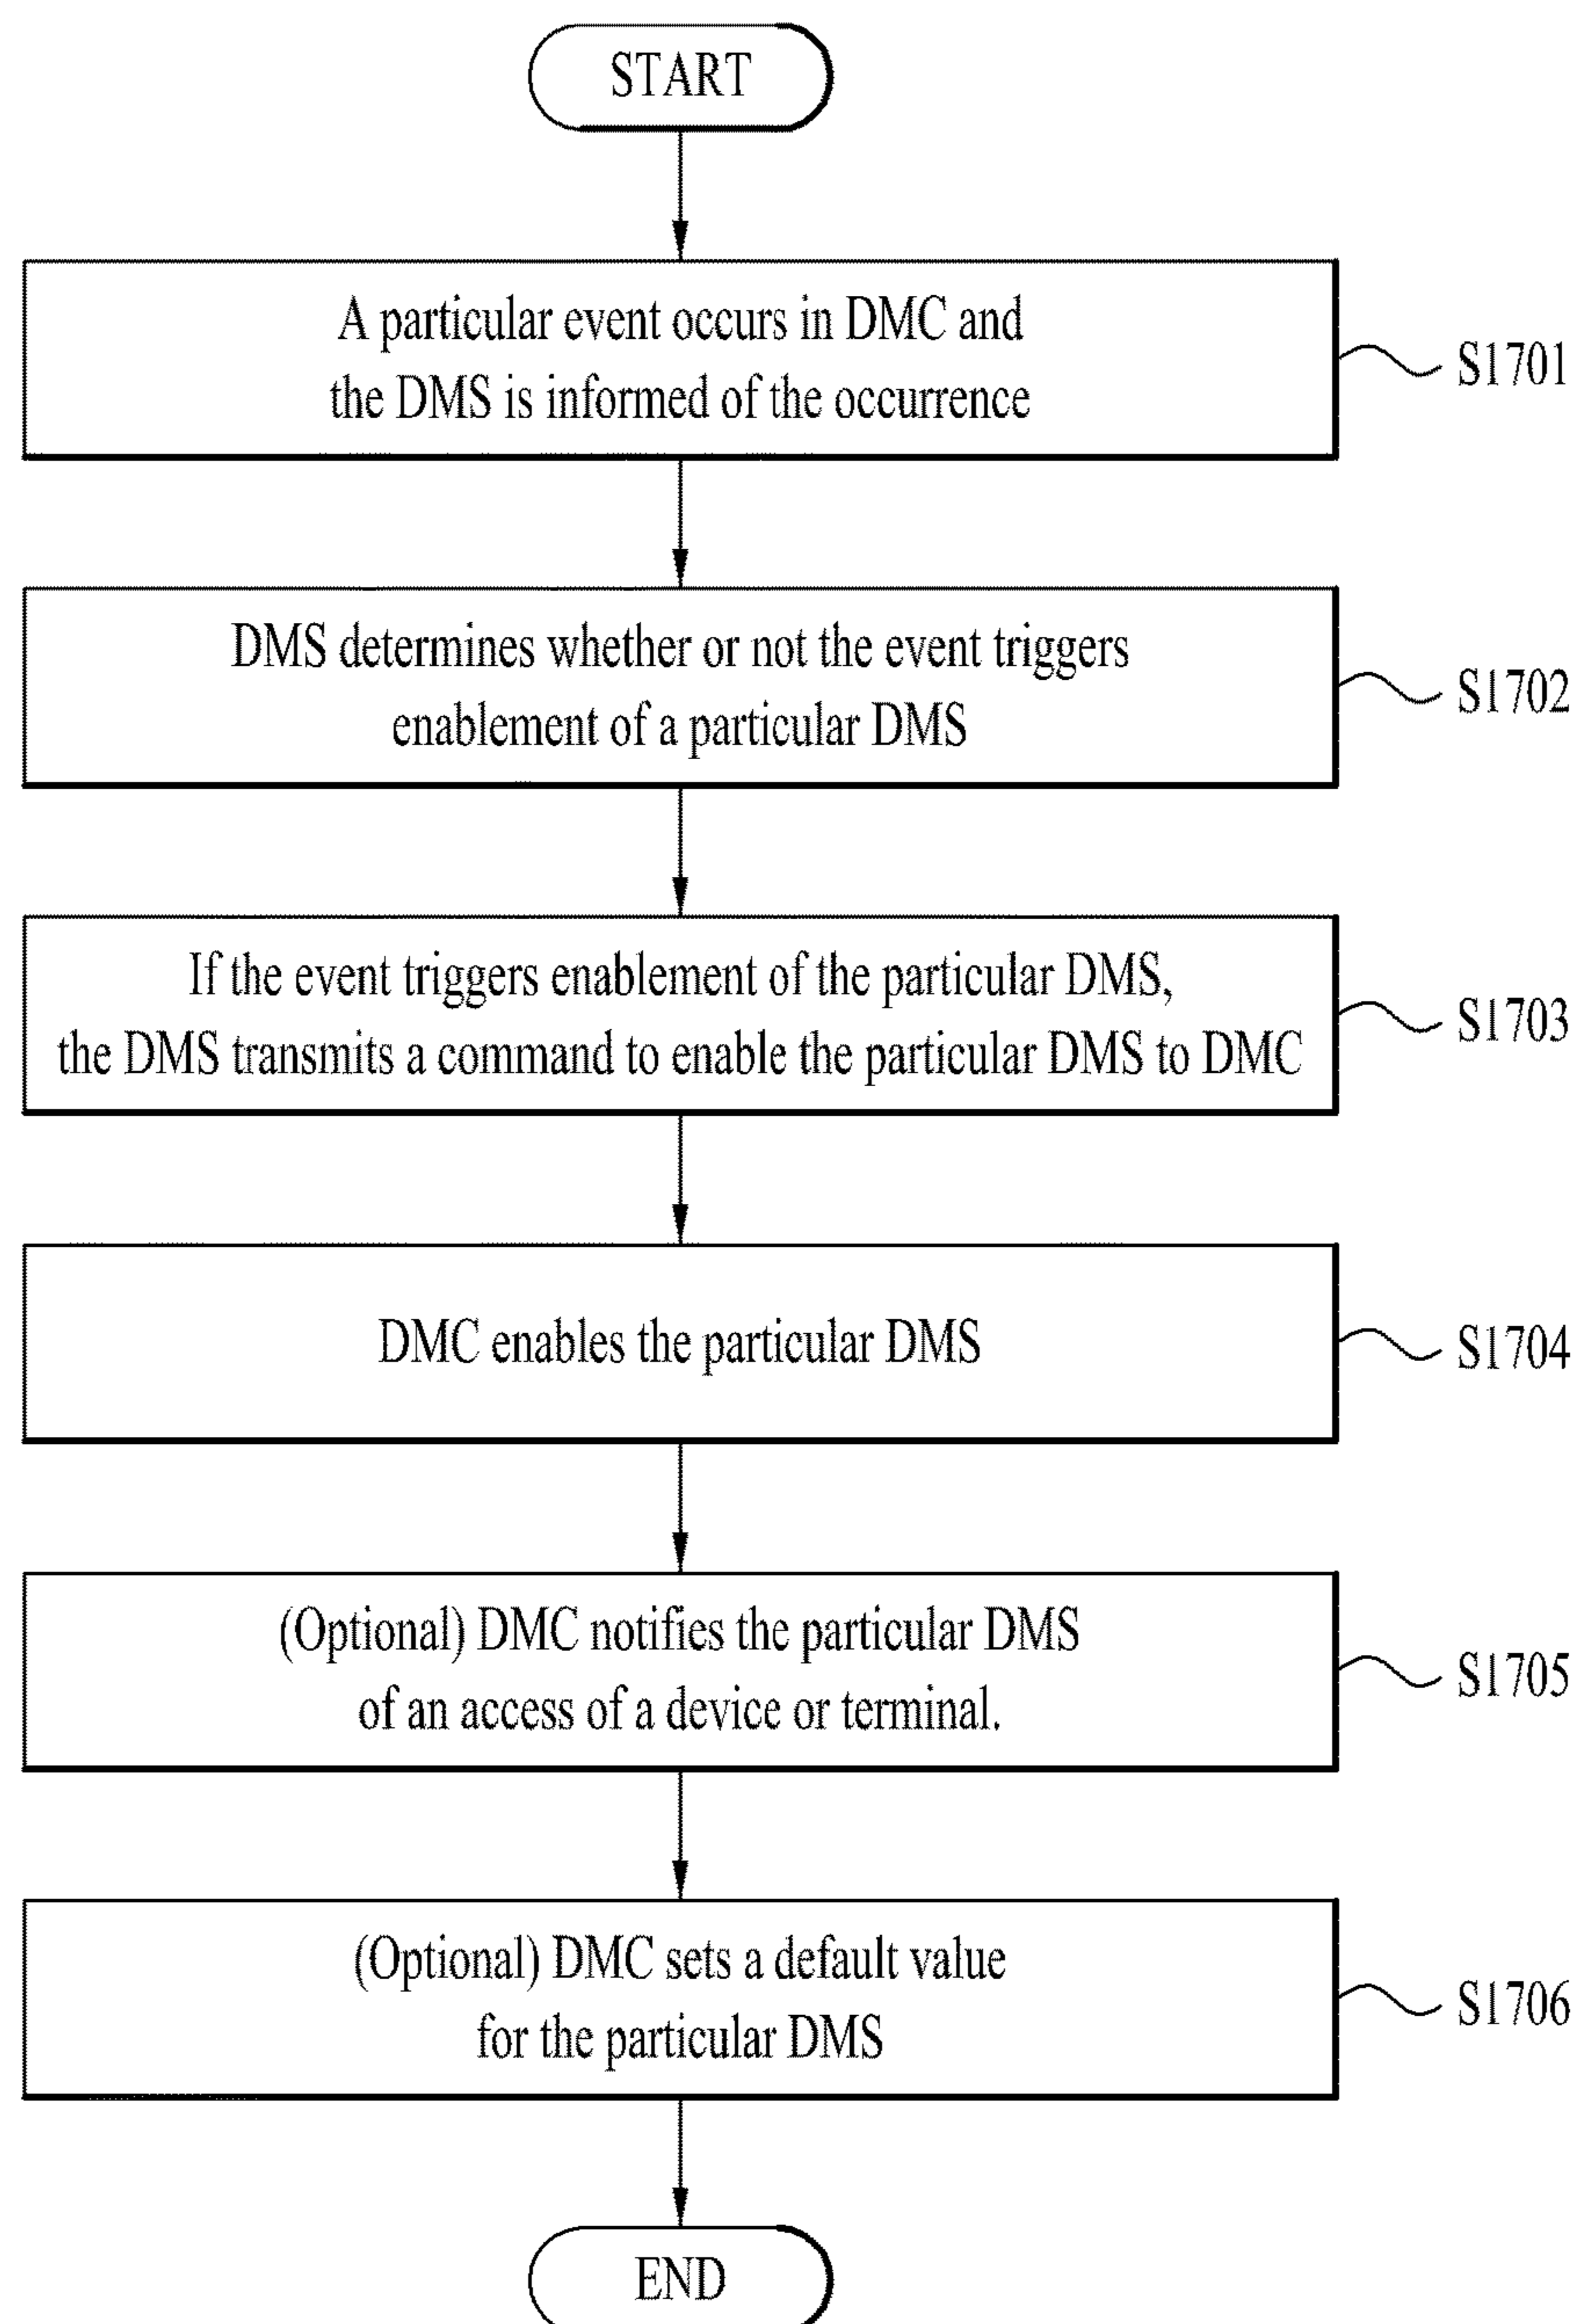 START
A particular event occurs in DMC and
the DMS is informed of the occurrence
S1701
DMS determines whether or not the event triggers
enablement of a particular DMS
S1702
If the event triggers enablement of the particular DMS,
the DMS transmits a command to enable the particular DMS to DMC
S1703
DMC enables the particular DMS
S1704
(Optional) DMC notifies the particular DMS
of an access of a device or terminal.
S1705
(Optional) DMC sets a default value
for the particular DMS
S1706
END